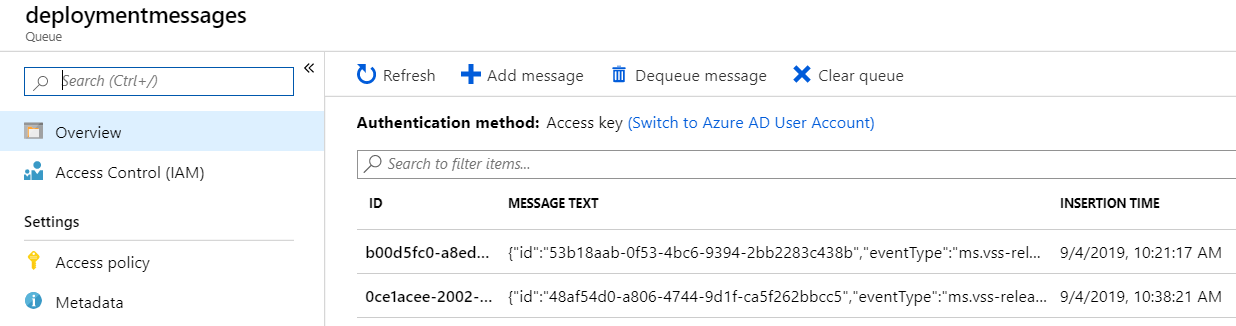 deploymentmessages
Queue
Search (Ctrl+/)
«
Overview
Access Control (IAM)
Settings
Access policy
Metadata
Refresh
Add message
Dequeue message
Clear queue
Authentication method: Access key (Switch to Azure AD User Account)
Search to filter items...
ID MESSAGE TEXT INSERTION TIME
b00d5fc0-a8ed... {"id":"53b18aab-0f53-4bc6-9394-2bb2283c438b","eventType":"ms.vss-rel... 9/4/2019, 10:21:17 AM
0ce1acee-2002-... {"id":"48af54d0-a806-4744-9d1f-ca5f262bbcc5","eventType":"ms.vss-relea... 9/4/2019, 10:38:21 AM